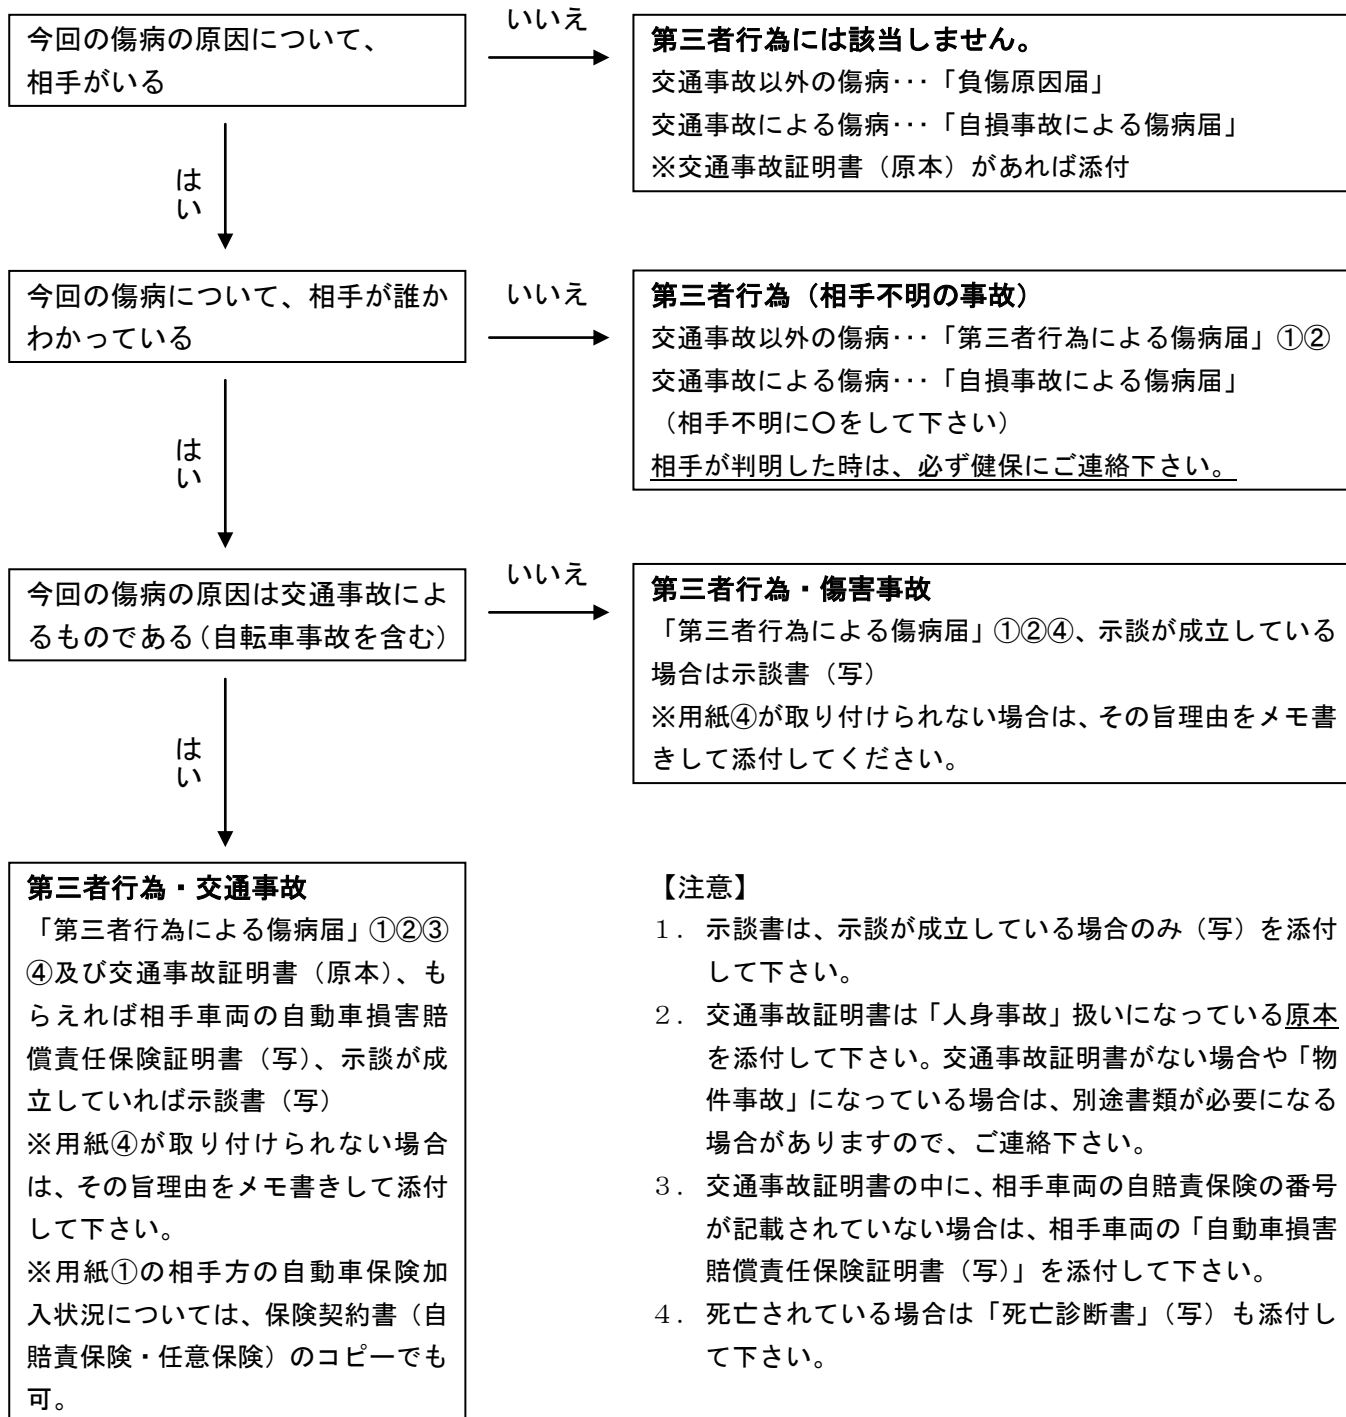 今回の傷病の原因について、
相手がいる
いいえ
第三者行為には該当しません。
交通事故以外の傷病･･･「負傷原因届」
交通事故による傷病･･･「自損事故による傷病届」
※交通事故証明書（原本）があれば添付
はい
今回の傷病について、相手が誰か
わかっている
いいえ
第三者行為（相手不明の事故）
交通事故以外の傷病･･･「第三者行為による傷病届」①②
交通事故による傷病･･･「自損事故による傷病届」
（相手不明に〇をして下さい）
相手が判明した時は、必ず健保にご連絡下さい。
はい
今回の傷病の原因は交通事故によ
るものである（自転車事故を含む）
いいえ
第三者行為・傷害事故
「第三者行為による傷病届」①②④、示談が成立している
場合は示談書（写）
※用紙④が取り付けられない場合は、その旨理由をメモ書
きして添付してください。
はい
第三者行為・交通事故
「第三者行為による傷病届」①②③
④及び交通事故証明書（原本）、も
らえれば相手車両の自動車損害賠
償責任保険証明書（写）、示談が成
立していれば示談書（写）
※用紙④が取り付けられない場合
は、その旨理由をメモ書きして添付
して下さい。
※用紙①の相手方の自動車保険加
入状況については、保険契約書（自
賠責保険・任意保険）のコピーでも
可。
【注意】
１．示談書は、示談が成立している場合のみ（写）を添付
して下さい。
２．交通事故証明書は「人身事故」扱いになっている原本
を添付して下さい。交通事故証明書がない場合や「物
件事故」になっている場合は、別途書類が必要になる
場合がありますので、ご連絡下さい。
３．交通事故証明書の中に、相手車両の自賠責保険の番号
が記載されていない場合は、相手車両の「自動車損害
賠償責任保険証明書（写）」を添付して下さい。
４．死亡されている場合は「死亡診断書」（写）も添付し
て下さい。